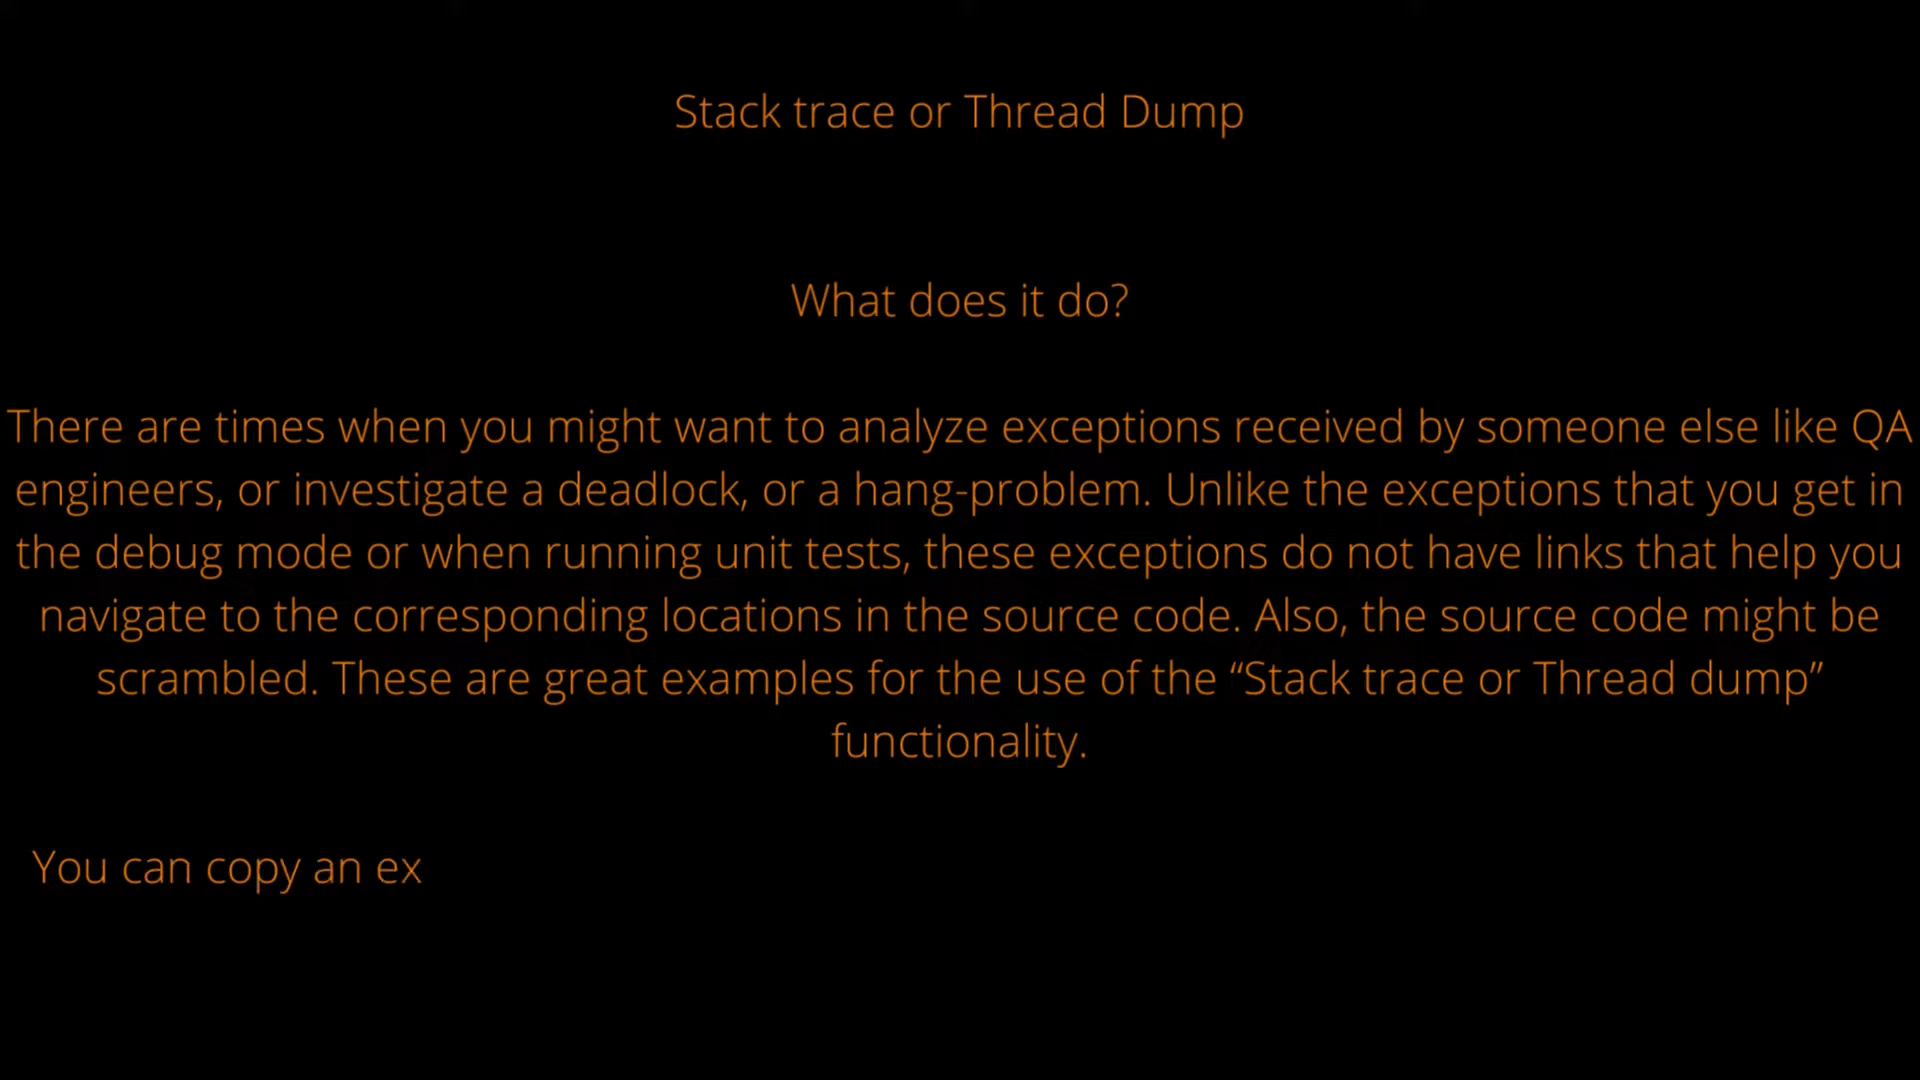 Stack trace or Thread Dump
What does it do?
There are times when you might want to analyze exceptions received by someone else like QA
engineers, or investigate a deadlock, or a hang-problem. Unlike the exceptions that you get in
the debug mode or when running unit tests, these exceptions do not have links that help you
navigate to the corresponding locations in the source code. Also, the source code might be
scrambled. These are great examples for the use of the “Stack trace or Thread dump”
functionality.
You can copy an ex